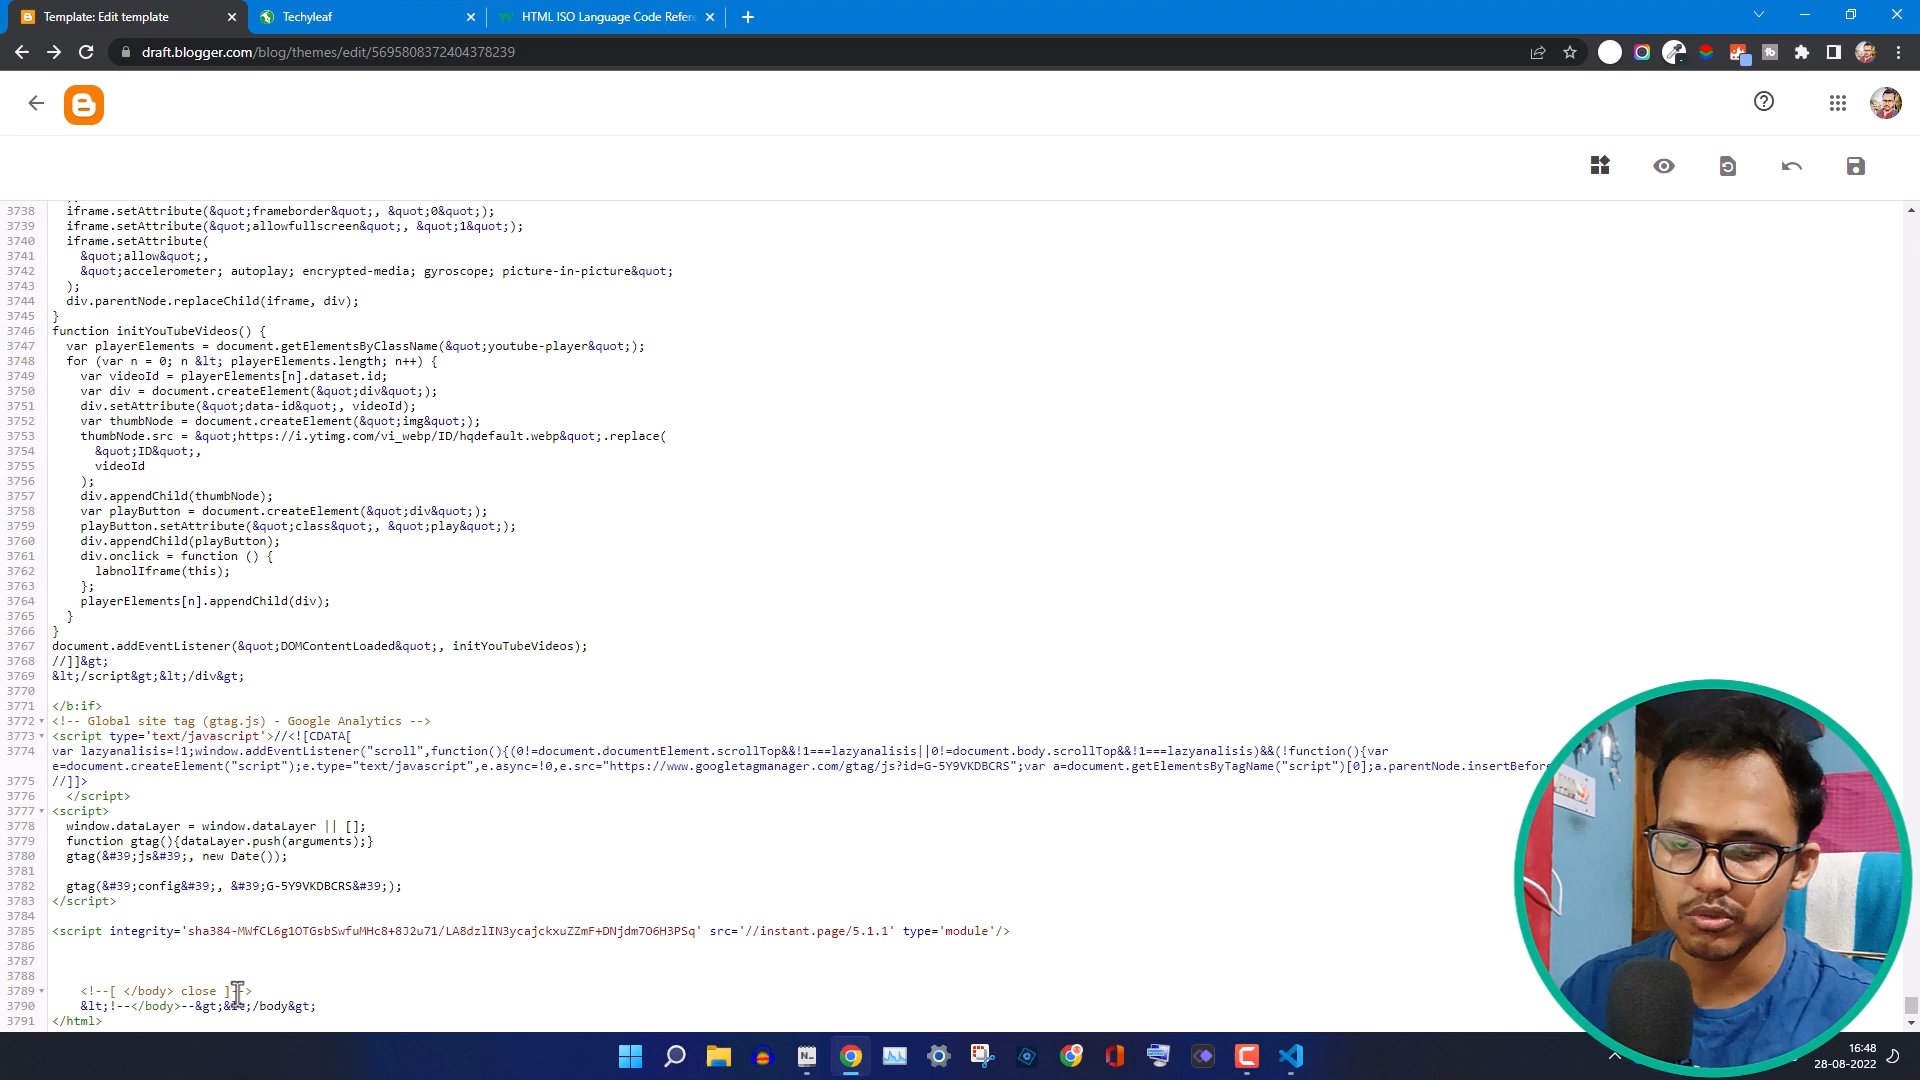 Template: Edit template
Techyleaf
HTML ISO Language Code Refere
draft.blogger.com/blog/themes/edit/5695808372404378239
3738 iframe.setAttribute(&quot;frameborder&quot;, &quot;0&quot;);
3739 iframe.setAttribute(&quot;allowfullscreen&quot;, &quot;1&quot;);
3740 iframe.setAttribute(
3741 &quot;allow&quot;,
3742 &quot;accelerometer; autoplay; encrypted-media; gyroscope; picture-in-picture&quot;
3743 );
3744 div.parentNode.replaceChild(iframe, div);
3745 }
3746 function initYouTubeVideos() {
3747 var playerElements = document.getElementsByClassName(&quot;youtube-player&quot;);
3748 for (var n = 0; n &lt; playerElements.length; n++) {
3749 var videoId = playerElements[n].dataset.id;
3750 var div = document.createElement(&quot;div&quot;);
3751 div.setAttribute(&quot;data-id&quot;, videoId);
3752 var thumbNode = document.createElement(&quot;img&quot;);
3753 thumbNode.src = &quot;https://i.ytimg.com/vi_webp/ID/hqdefault.webp&quot;.replace(
3754 &quot;ID&quot;,
3755 videoId
3756 );
3757 div.appendChild(thumbNode);
3758 var playButton = document.createElement(&quot;div&quot;);
3759 playButton.setAttribute(&quot;class&quot;, &quot;play&quot;);
3760 div.appendChild(playButton);
3761 div.onclick = function () {
3762 labnolIframe(this);
3763 };
3764 playerElements[n].appendChild(div);
3765 }
3766 }
3767 document.addEventListener(&quot;DOMContentLoaded&quot;, initYouTubeVideos);
3768 //]]&gt;
3769 &lt;/script&gt;&lt;/div&gt;
3770
3771 </b:if>
3772 <!-- Global site tag (gtag.js) - Google Analytics -->
3773 <script type='text/javascript'>//<![CDATA[
3774 var lazyanalisis=!1;window.addEventListener("scroll",function(){(0!=document.documentElement.scrollTop&&!1===lazyanalisis||0!=document.body.scrollTop&&!1===lazyanalisis)&&(!function(){var
e=document.createElement("script");e.type="text/javascript",e.async=!0,e.src="https://www.googletagmanager.com/gtag/js?id=G-5Y9VKDBCRS";var a=document.getElementsByTagName("script")[0];a.parentNode.insertBefore
3775 //]]>
3776 </script>
3777 <script>
3778 window.dataLayer = window.dataLayer || [];
3779 function gtag(){dataLayer.push(arguments);}
3780 gtag(&#39;js&#39;, new Date());
3781
3782 gtag(&#39;config&#39;, &#39;G-5Y9VKDBCRS&#39;);
3783 </script>
3784
3785 <script integrity='sha384-MWfCL6g1OTGsbSwfuMHc8+8J2u71/LA8dzlIN3ycajckxuZZmF+DNjdm7O6H3PSq' src='//instant.page/5.1.1' type='module'/>
3786
3787
3788
3789 <!--[ </body> close ]-->
3790 &lt;!--</body>--&gt;&lt;/body&gt;
3791 </html>
16:48
28-08-2022